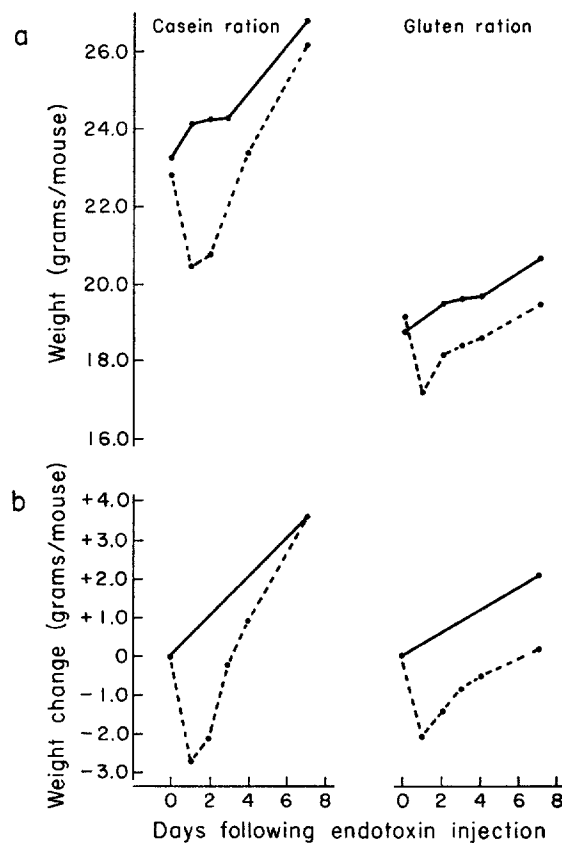 a
Casein ration
Gluten ration
Weight (grams/mouse)
26.0
24.0
22.0
20.0
18.0
16.0
b
Weight change (grams/mouse)
+4.0
+3.0
+2.0
+1.0
0
-1.0
-2.0
-3.0
0 2 4 6 8
0 2 4 6 8
Days following endotoxin injection